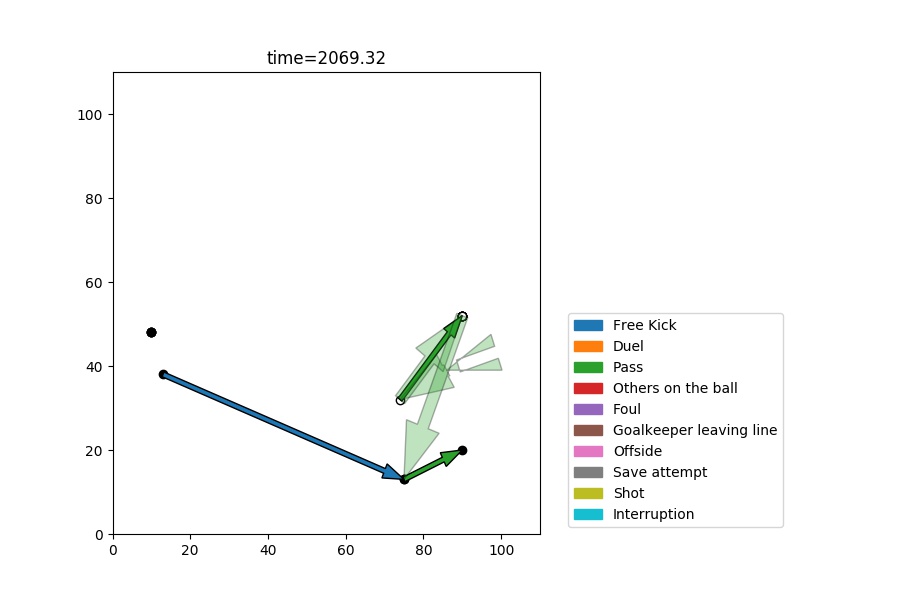 time=2069.32
100
80
60
40
20
0
0 20 40 60 80 100
Free Kick
Duel
Pass
Others on the ball
Foul
Goalkeeper leaving line
Offside
Save attempt
Shot
Interruption